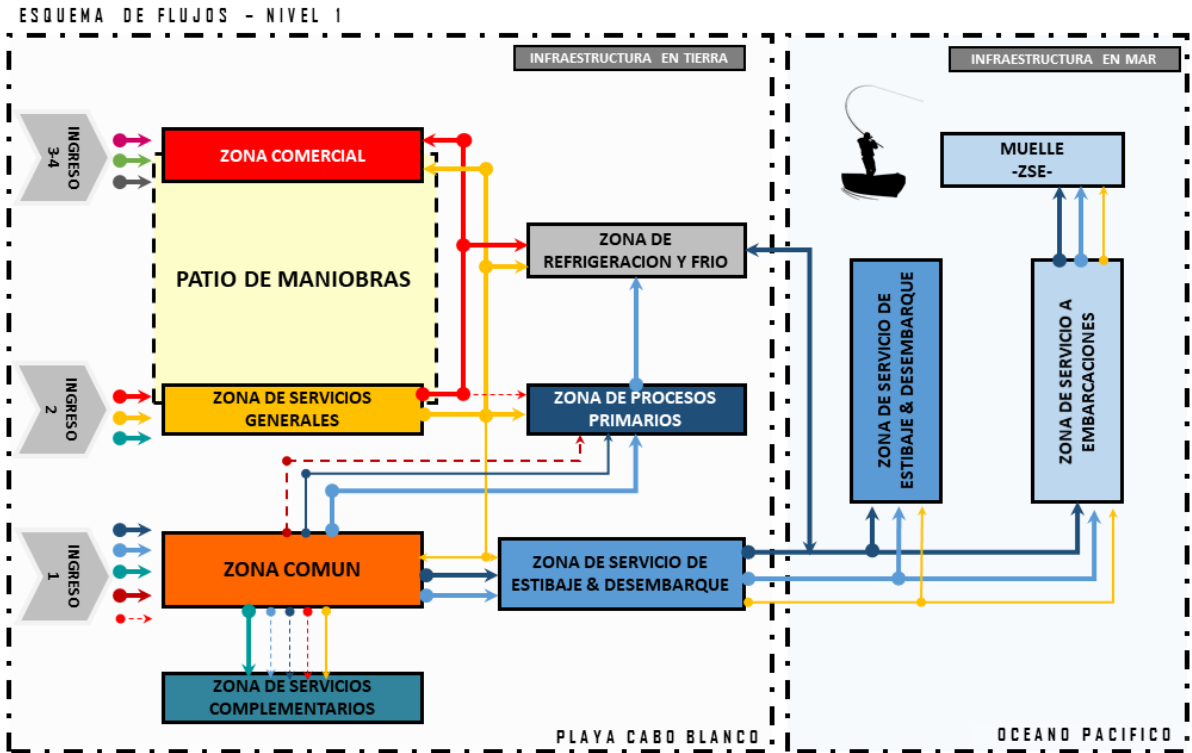 ESQUEMA DE FLUJOS - NIVEL 1
INFRAESTRUCTURA EN TIERRA
INFRAESTRUCTURA EN MAR
INGRESO
3-4
ZONA COMERCIAL
MUELLE
-ZSE-
ZONA DE
REFRIGERACION Y FRIO
PATIO DE MANIOBRAS
ZONA DE SERVICIO DE
ESTIBAJE & DESEMBARQUE
ZONA DE SERVICIO A
EMBARCACIONES
INGRESO
2
ZONA DE SERVICIOS
GENERALES
ZONA DE PROCESOS
PRIMARIOS
INGRESO
1
ZONA COMUN
ZONA DE SERVICIO DE
ESTIBAJE & DESEMBARQUE
ZONA DE SERVICIOS
COMPLEMENTARIOS
PLAYA CABO BLANCO
OCEANO PACIFICO